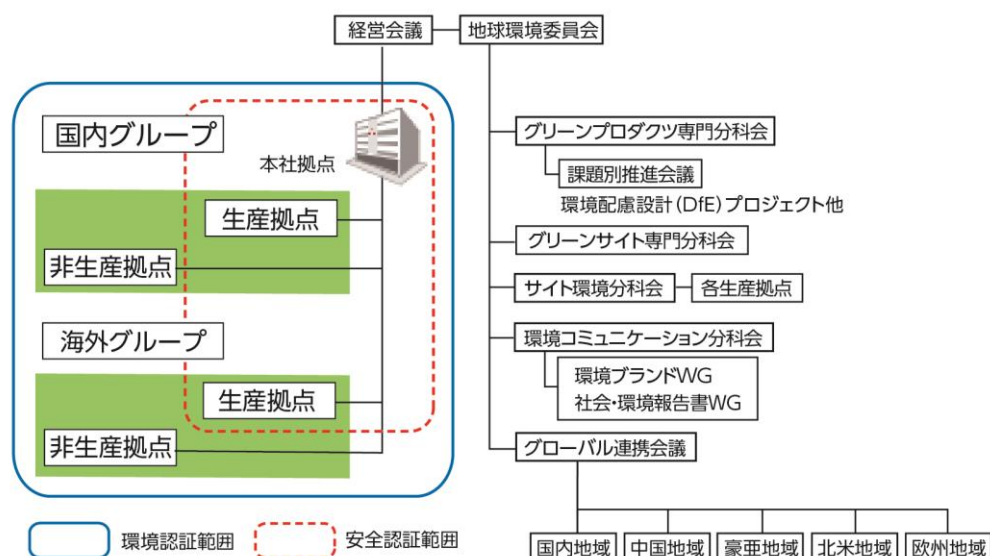 経営会議
地球環境委員会
国内グループ
本社拠点
生産拠点
非生産拠点
海外グループ
生産拠点
非生産拠点
環境認証範囲
安全認証範囲
グリーンプロダクツ専門分科会
課題別推進会議
環境配慮設計(DfE)プロジェクト他
グリーンサイト専門分科会
サイト環境分科会
各生産拠点
環境コミュニケーション分科会
環境ブランドWG
社会・環境報告書WG
グローバル連携会議
国内地域
中国地域
豪亜地域
北米地域
欧州地域